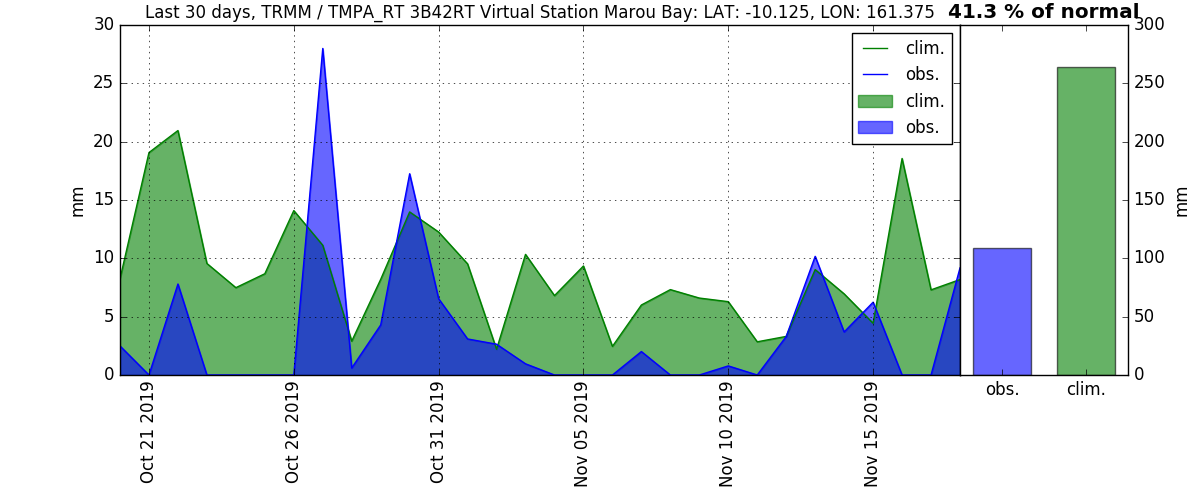 Last 30 days, TRMM / TMPA_RT 3B42RT Virtual Station Marou Bay: LAT: -10.125, LON: 161.375
41.3 % of normal
30
25
20
15
10
5
0
mm
clim.
obs.
clim.
obs.
300
250
200
150
100
50
0
mm
Oct 21 2019
Oct 26 2019
Oct 31 2019
Nov 05 2019
Nov 10 2019
Nov 15 2019
obs.
clim.